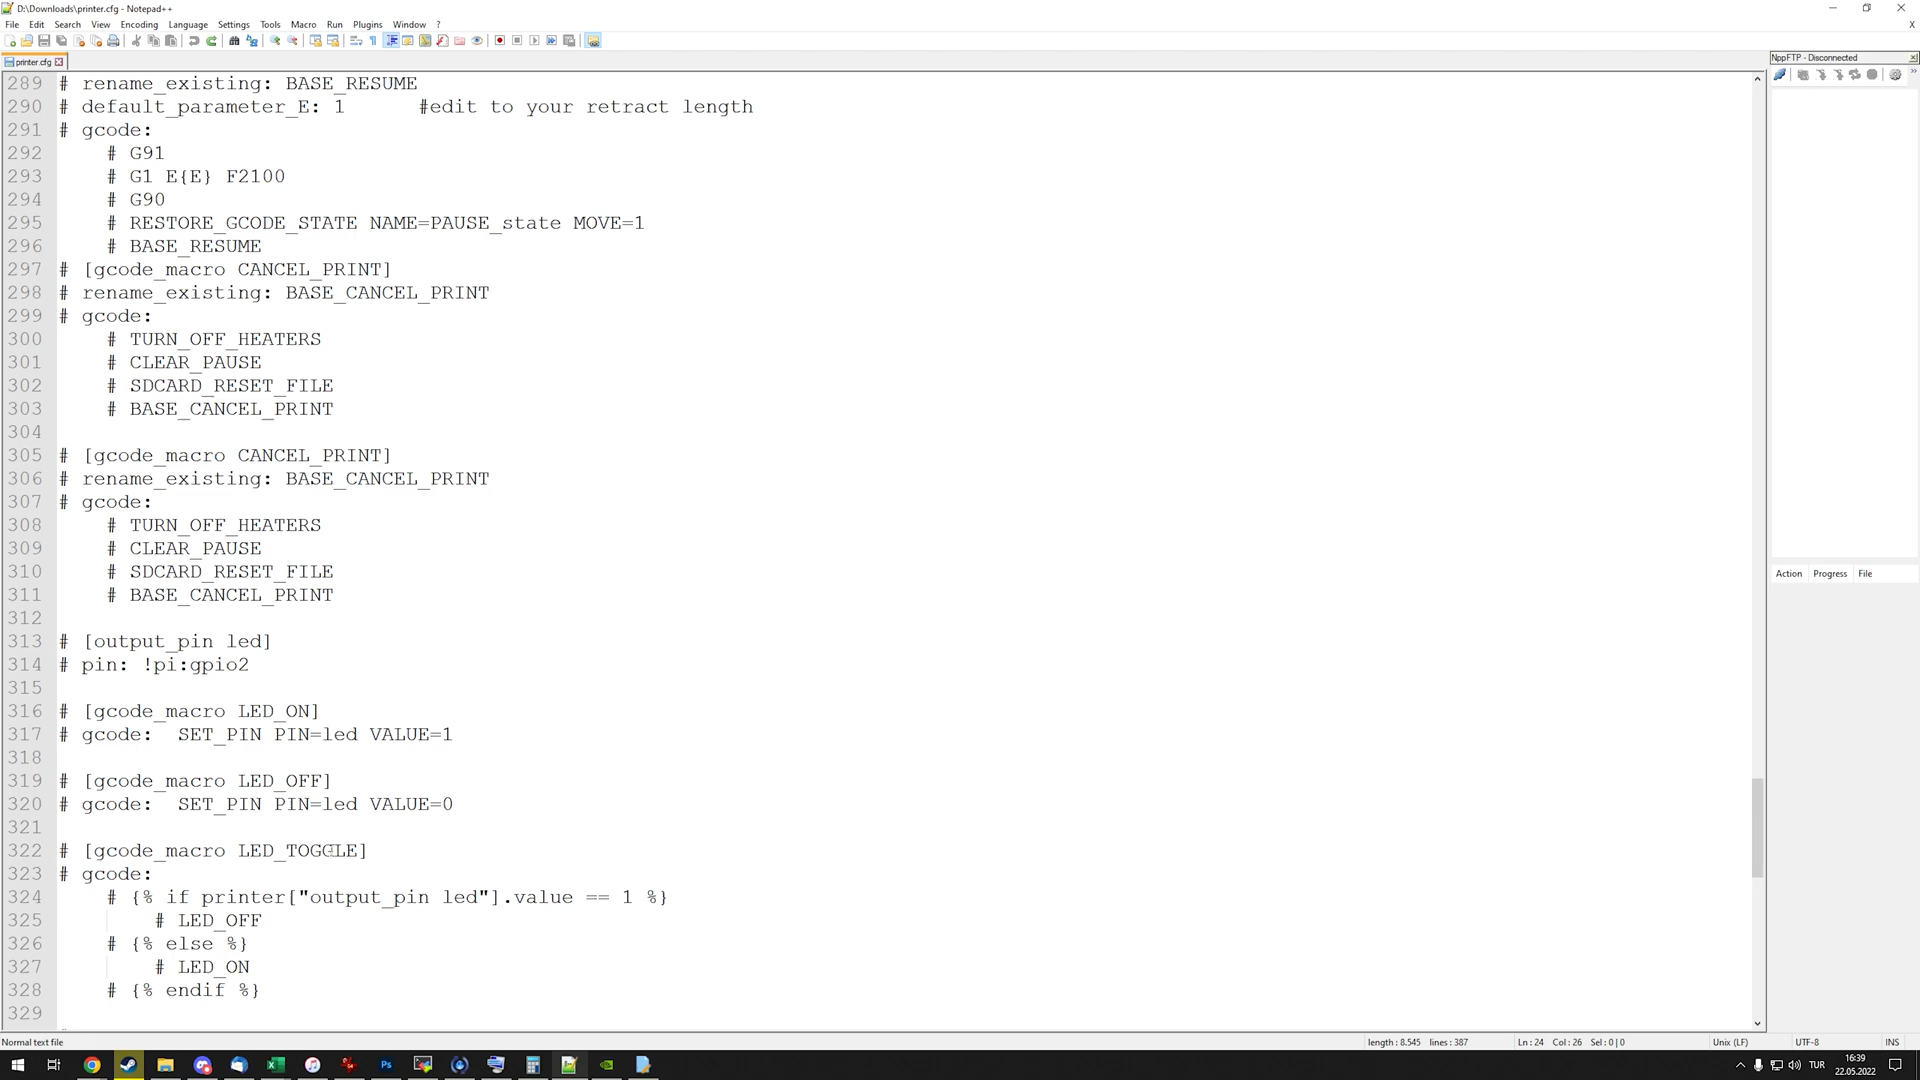 D:\Downloads\printer.cfg - Notepad++
File Edit Search View Encoding Language Settings Tools Macro Run Plugins Window ?
printer.cfg
NppFTP - Disconnected
289 # rename_existing: BASE_RESUME
290 # default_parameter_E: 1 #edit to your retract length
291 # gcode:
292 # G91
293 # G1 E{E} F2100
294 # G90
295 # RESTORE_GCODE_STATE NAME=PAUSE_state MOVE=1
296 # BASE_RESUME
297 # [gcode_macro CANCEL_PRINT]
298 # rename_existing: BASE_CANCEL_PRINT
299 # gcode:
300 # TURN_OFF_HEATERS
301 # CLEAR_PAUSE
302 # SDCARD_RESET_FILE
303 # BASE_CANCEL_PRINT
304
305 # [gcode_macro CANCEL_PRINT]
306 # rename_existing: BASE_CANCEL_PRINT
307 # gcode:
308 # TURN_OFF_HEATERS
309 # CLEAR_PAUSE
310 # SDCARD_RESET_FILE
311 # BASE_CANCEL_PRINT
312
313 # [output_pin led]
314 # pin: !pi:gpio2
315
316 # [gcode_macro LED_ON]
317 # gcode: SET_PIN PIN=led VALUE=1
318
319 # [gcode_macro LED_OFF]
320 # gcode: SET_PIN PIN=led VALUE=0
321
322 # [gcode_macro LED_TOGGLE]
323 # gcode:
324 # {% if printer["output_pin led"].value == 1 %}
325 # LED_OFF
326 # {% else %}
327 # LED_ON
328 # {% endif %}
329
Action Progress File
Normal text file
length : 8.545 lines : 387
Ln : 24 Col : 26 Sel : 0 | 0
Unix (LF)
UTF-8
INS
TUR
16:39
22.05.2022